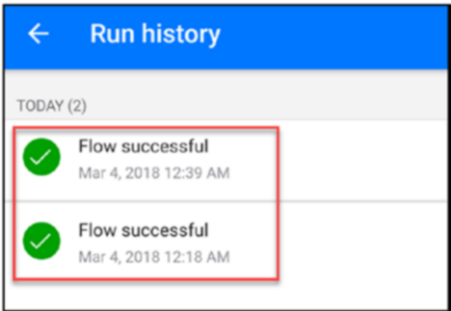 Run history
TODAY (2)
Flow successful
Mar 4, 2018 12:39 AM
Flow successful
Mar 4, 2018 12:18 AM